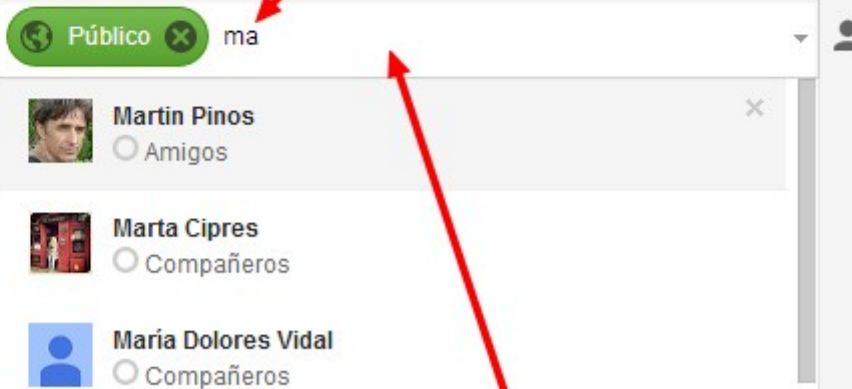 Público ma
Martin Pinos
Amigos
Marta Cipres
Compañeros
María Dolores Vidal
Compañeros